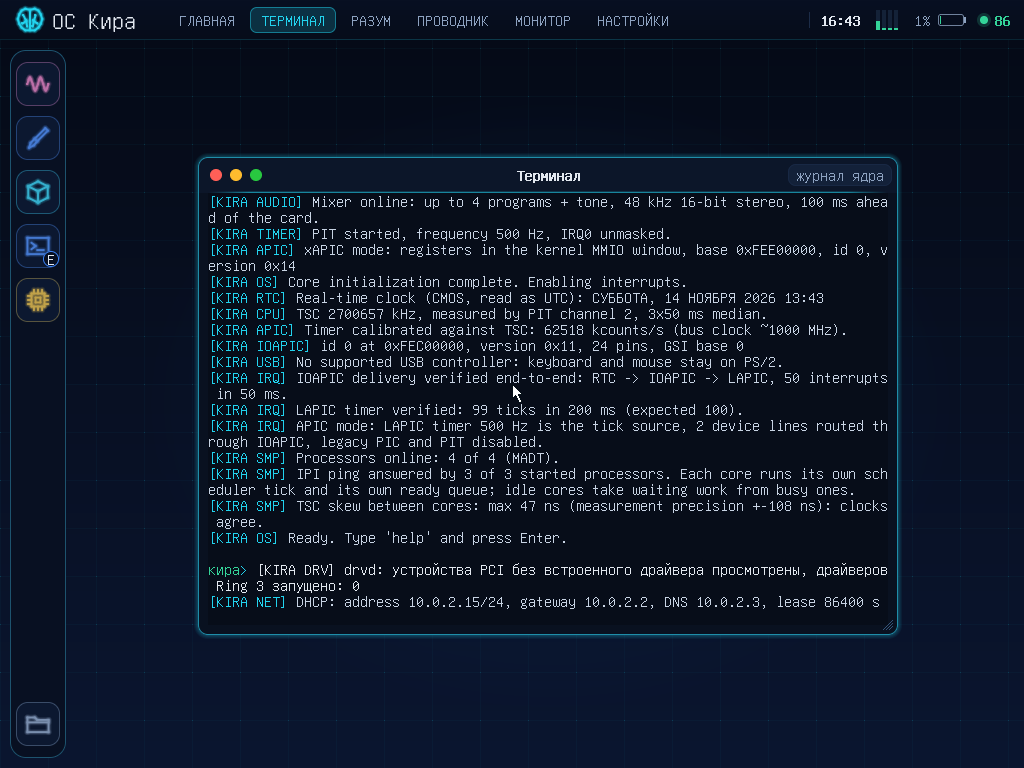 ОС Кира
ГЛАВНАЯ
ТЕРМИНАЛ
РАЗУМ
ПРОВОДНИК
МОНИТОР
НАСТРОЙКИ
16:43
1%
86
E
Терминал
журнал ядра
[KIRA AUDIO] Mixer online: up to 4 programs + tone, 48 kHz 16-bit stereo, 100 ms ahea
d of the card.
[KIRA TIMER] PIT started, frequency 500 Hz, IRQ0 unmasked.
[KIRA APIC] xAPIC mode: registers in the kernel MMIO window, base 0xFEE00000, id 0, v
ersion 0x14
[KIRA OS] Core initialization complete. Enabling interrupts.
[KIRA RTC] Real-time clock (CMOS, read as UTC): СУББОТА, 14 НОЯБРЯ 2026 13:43
[KIRA CPU] TSC 2700657 kHz, measured by PIT channel 2, 3x50 ms median.
[KIRA APIC] Timer calibrated against TSC: 62518 kcounts/s (bus clock ~1000 MHz).
[KIRA IOAPIC] id 0 at 0xFEC00000, version 0x11, 24 pins, GSI base 0
[KIRA USB] No supported USB controller: keyboard and mouse stay on PS/2.
[KIRA IRQ] IOAPIC delivery verified end-to-end: RTC -> IOAPIC -> LAPIC, 50 interrupts
in 50 ms.
[KIRA IRQ] LAPIC timer verified: 99 ticks in 200 ms (expected 100).
[KIRA IRQ] APIC mode: LAPIC timer 500 Hz is the tick source, 2 device lines routed th
rough IOAPIC, legacy PIC and PIT disabled.
[KIRA SMP] Processors online: 4 of 4 (MADT).
[KIRA SMP] IPI ping answered by 3 of 3 started processors. Each core runs its own sch
eduler tick and its own ready queue; idle cores take waiting work from busy ones.
[KIRA SMP] TSC skew between cores: max 47 ns (measurement precision +-108 ns): clocks
agree.
[KIRA OS] Ready. Type 'help' and press Enter.
кира> [KIRA DRV] drvd: устройства PCI без встроенного драйвера просмотрены, драйверов
Ring 3 запущено: 0
[KIRA NET] DHCP: address 10.0.2.15/24, gateway 10.0.2.2, DNS 10.0.2.3, lease 86400 s